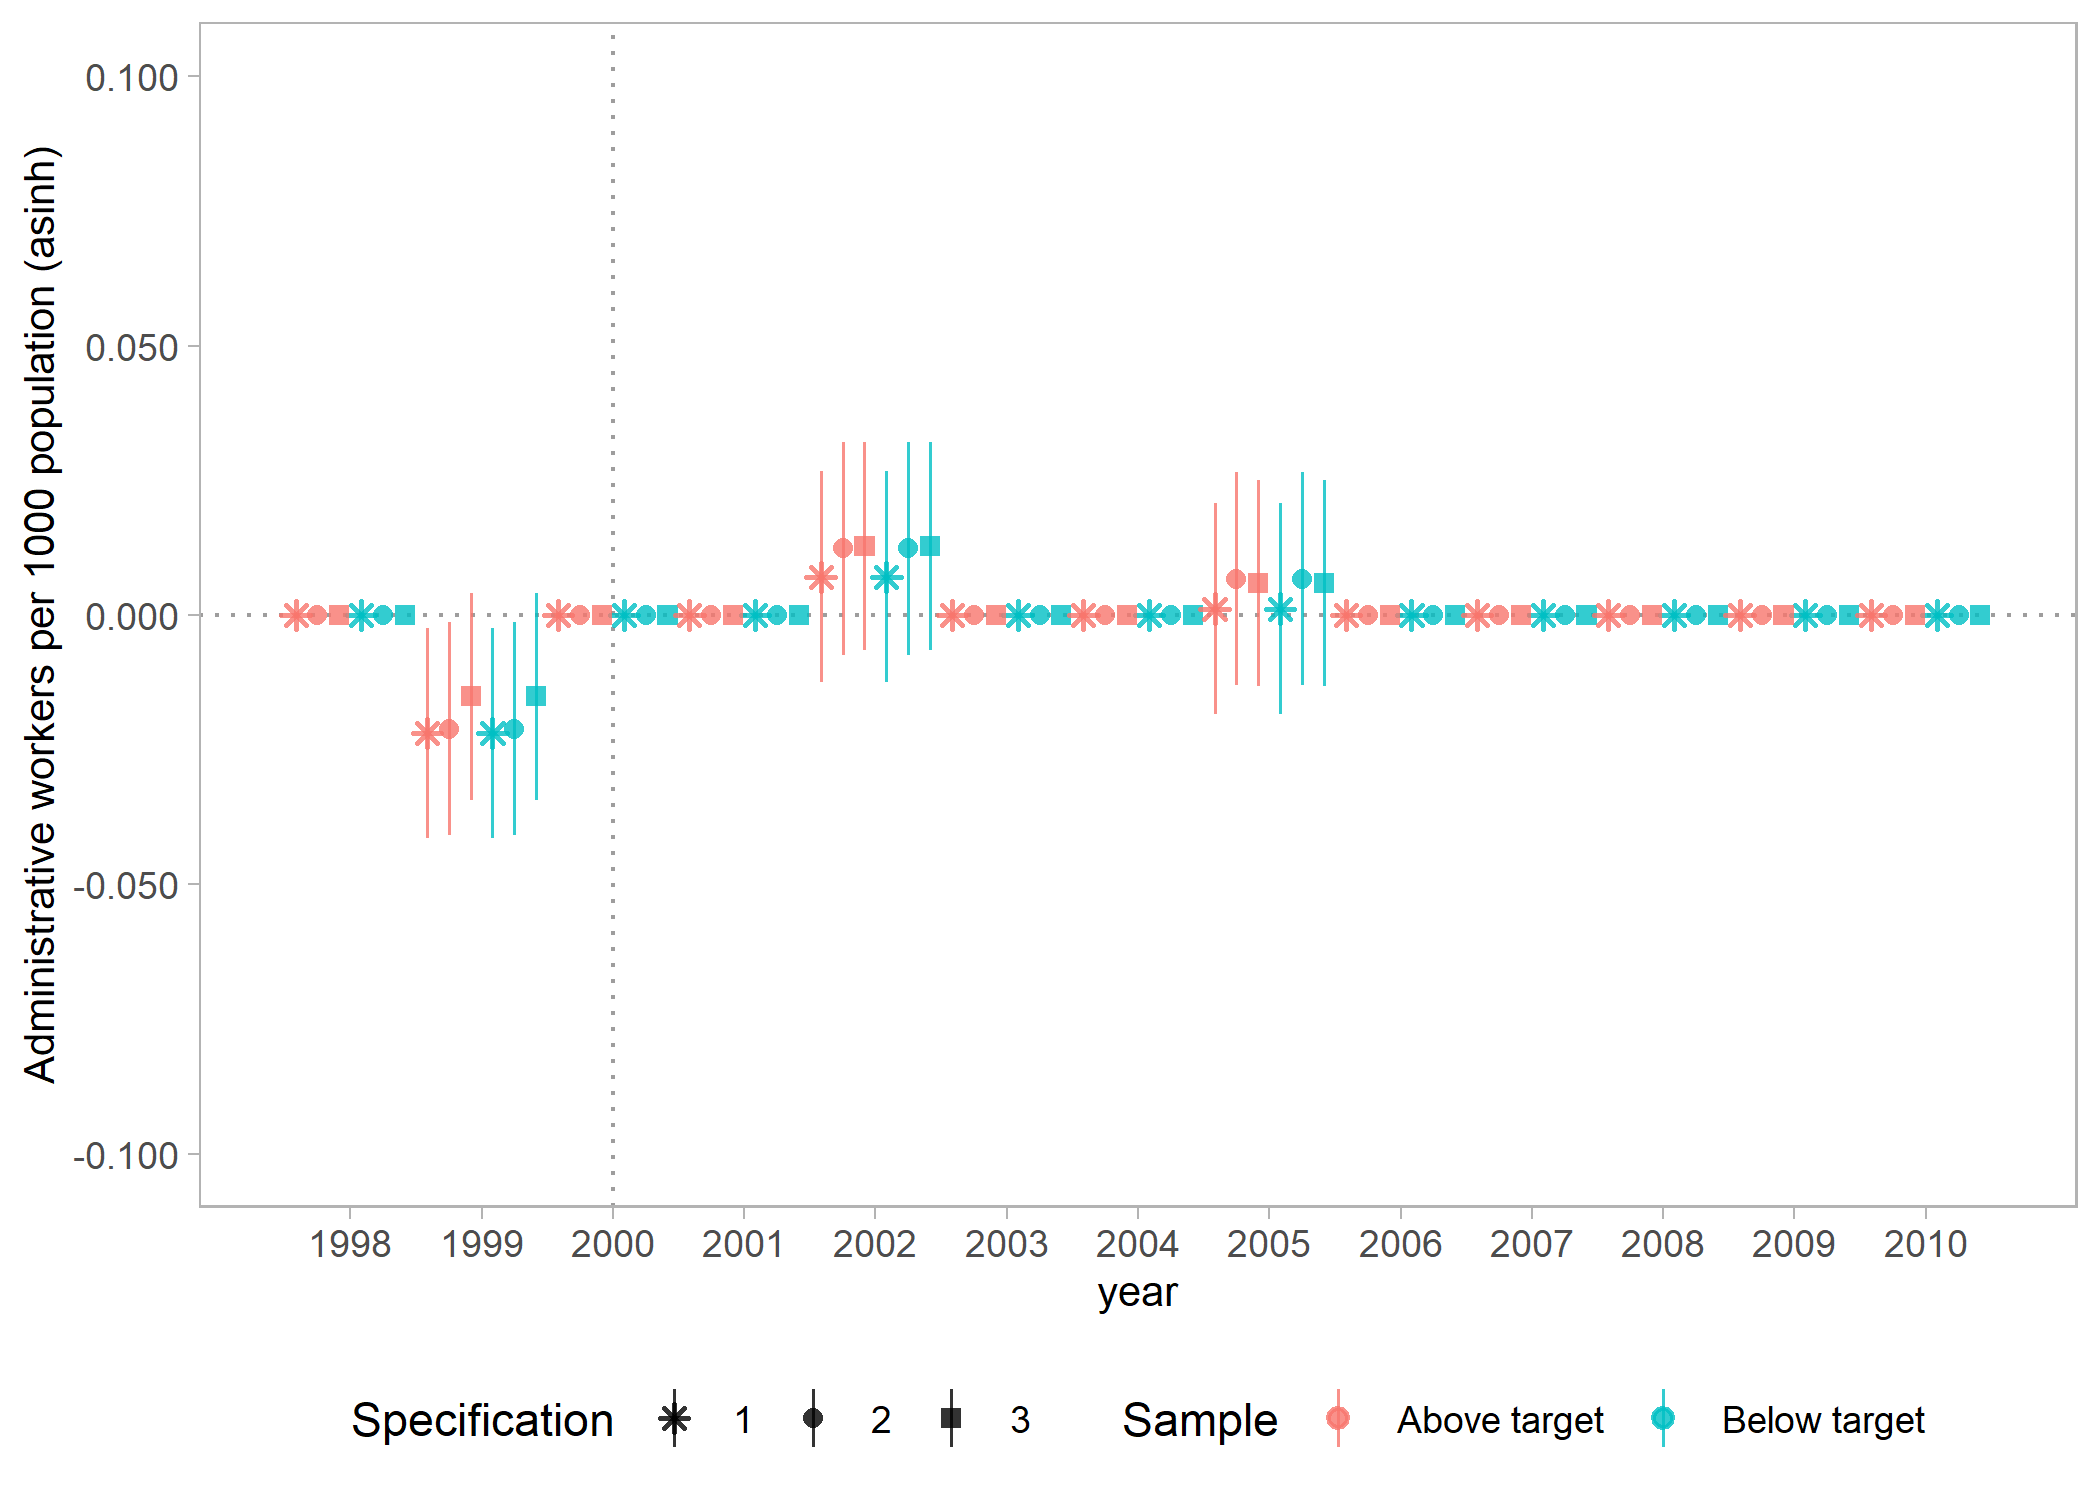 Administrative workers per 1000 population (asinh)
0.100
0.050
0.000
-0.050
-0.100
1998 1999 2000 2001 2002 2003 2004 2005 2006 2007 2008 2009 2010
year
Specification 1 2 3 Sample Above target Below target